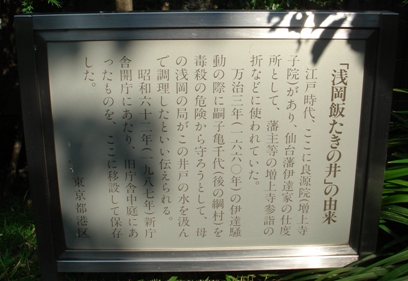 「浅岡飯たきの井」の由来
江戸時代、ここに良源院(増上寺
子院)があり、仙台藩伊達家の仕度
所として、藩主等の増上寺参詣の
折などに使われていた。
万治三年(一六六〇年)の伊達騒
動の際に嗣子亀千代(後の綱村)を
毒殺の危険から守ろうとして、母
の浅岡の局がこの井戸の水を汲ん
で調理したといい伝えられる。
昭和六十二年(一九八七年)新庁
舎開庁にあたり、旧庁舎中庭にあ
ったものを、ここに移設して保存
した。
東京都港区